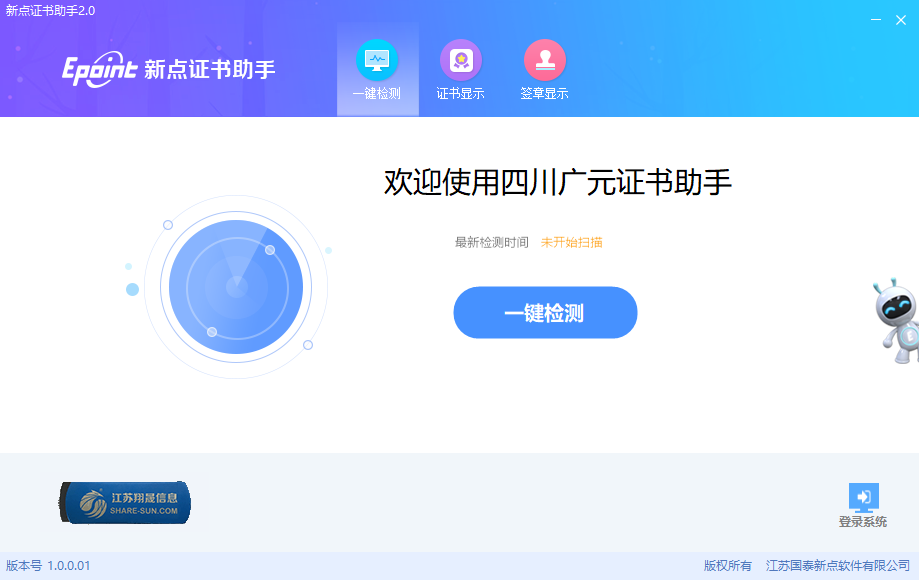 新点证书助手2.0
Epoint 新点证书助手
一键检测
证书显示
签章显示
欢迎使用四川广元证书助手
最新检测时间 未开始扫描
一键检测
江苏翔晟信息
SHARE-SUN.COM
登录系统
版本号 1.0.0.01
版权所有 江苏国泰新点软件有限公司